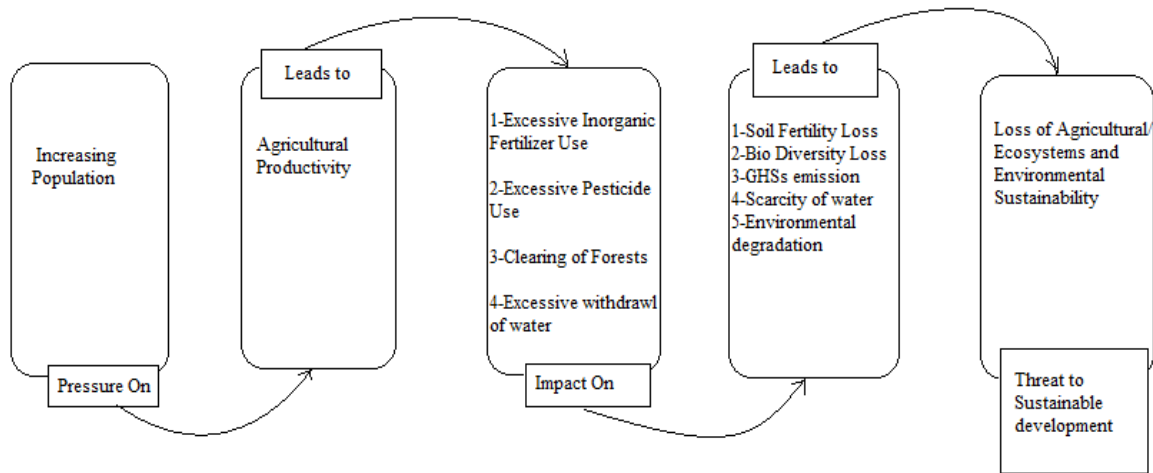 Increasing
Population
Pressure On
Leads to
Agricultural
Productivity
1-Excessive Inorganic
Fertilizer Use
2-Excessive Pesticide
Use
3-Clearing of Forests
4-Excessive withdrawl
of water
Impact On
Leads to
1-Soil Fertility Loss
2-Bio Diversity Loss
3-GHSs emission
4-Scarcity of water
5-Environmental
degradation
Loss of Agricultural/
Ecosystems and
Environmental
Sustainability
Threat to
Sustainable
development